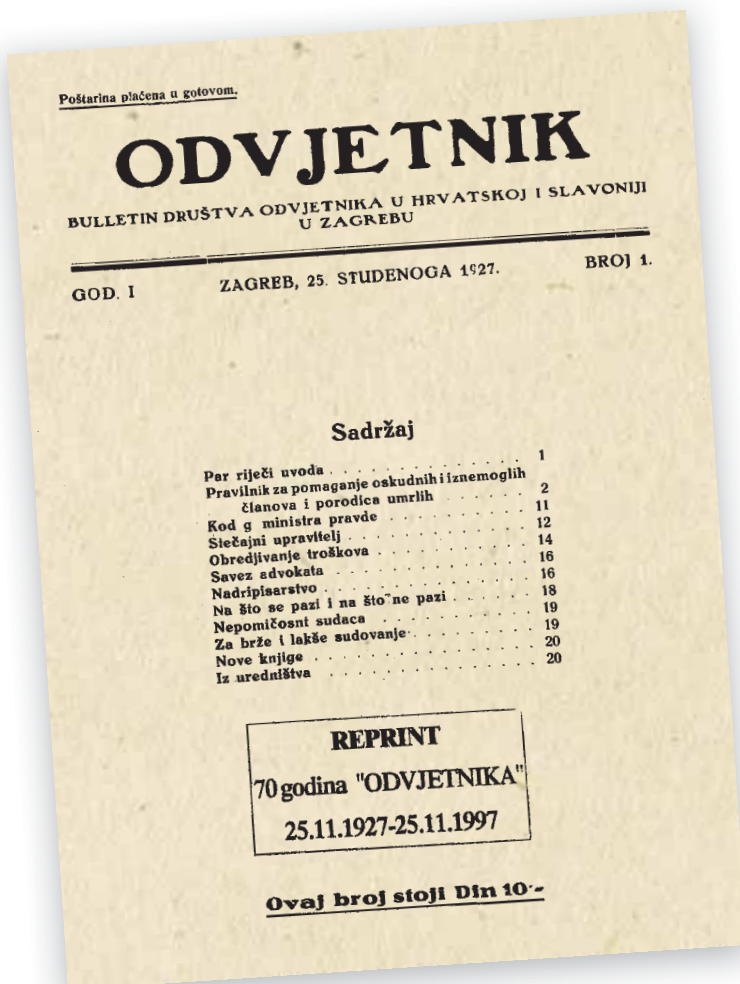 Poštarina plaćena u gotovom.
ODVJETNIK
BULLETIN DRUŠTVA ODVJETNIKA U HRVATSKOJ I SLAVONIJI
U ZAGREBU
GOD. I ZAGREB, 25. STUDENOGA 1927. BROJ 1.
Sadržaj
Par riječi uvoda . . . . . . . . . . . . . . 1
Pravilnik za pomaganje oskudnih i iznemoglih
članova i porodica umrlih . . . . . . 2
Kod g ministra pravde . . . . . . . . . . 11
Stečajni upravitelj . . . . . . . . . . . . 12
Obredjivanje troškova . . . . . . . . . . . 14
Savez advokata . . . . . . . . . . . . . 16
Nadripisarstvo . . . . . . . . . . . . . . 16
Na što se pazi i na što ne pazi . . . . . . 18
Nepomičosnt sudaca . . . . . . . . . . . 19
Za brže i lakše sudovanje . . . . . . . . . 19
Nove knjige . . . . . . . . . . . . . . . 20
Iz uredništva . . . . . . . . . . . . . . 20
REPRINT
70 godina "ODVJETNIKA"
25.11.1927-25.11.1997
Ovaj broj stoji Din 10·-